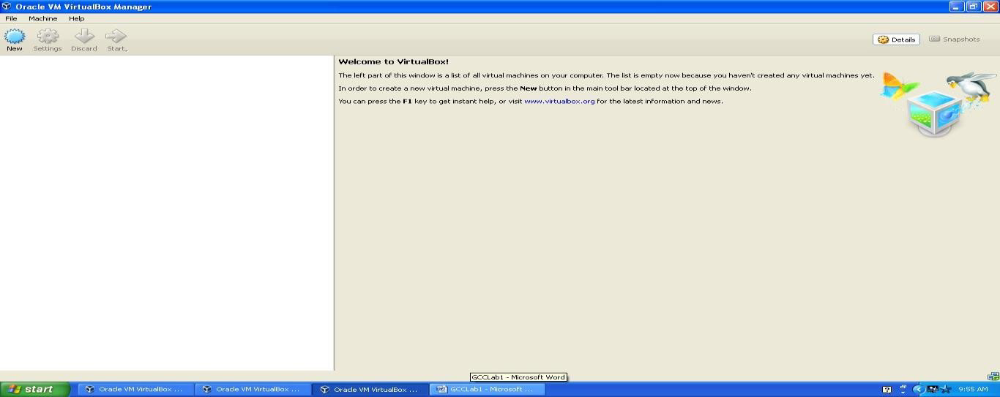 Oracle VM VirtualBox Manager
File Machine Help
New Settings Discard Start
Details Snapshots
Welcome to VirtualBox!
The left part of this window is a list of all virtual machines on your computer. The list is empty now because you haven't created any virtual machines yet.
In order to create a new virtual machine, press the New button in the main tool bar located at the top of the window.
You can press the F1 key to get instant help, or visit www.virtualbox.org for the latest information and news.
GCCLab1 - Microsoft Word
start Oracle VM VirtualBox ... Oracle VM VirtualBox ... Oracle VM VirtualBox ... GCCLab1 - Microsoft ... 9:55 AM